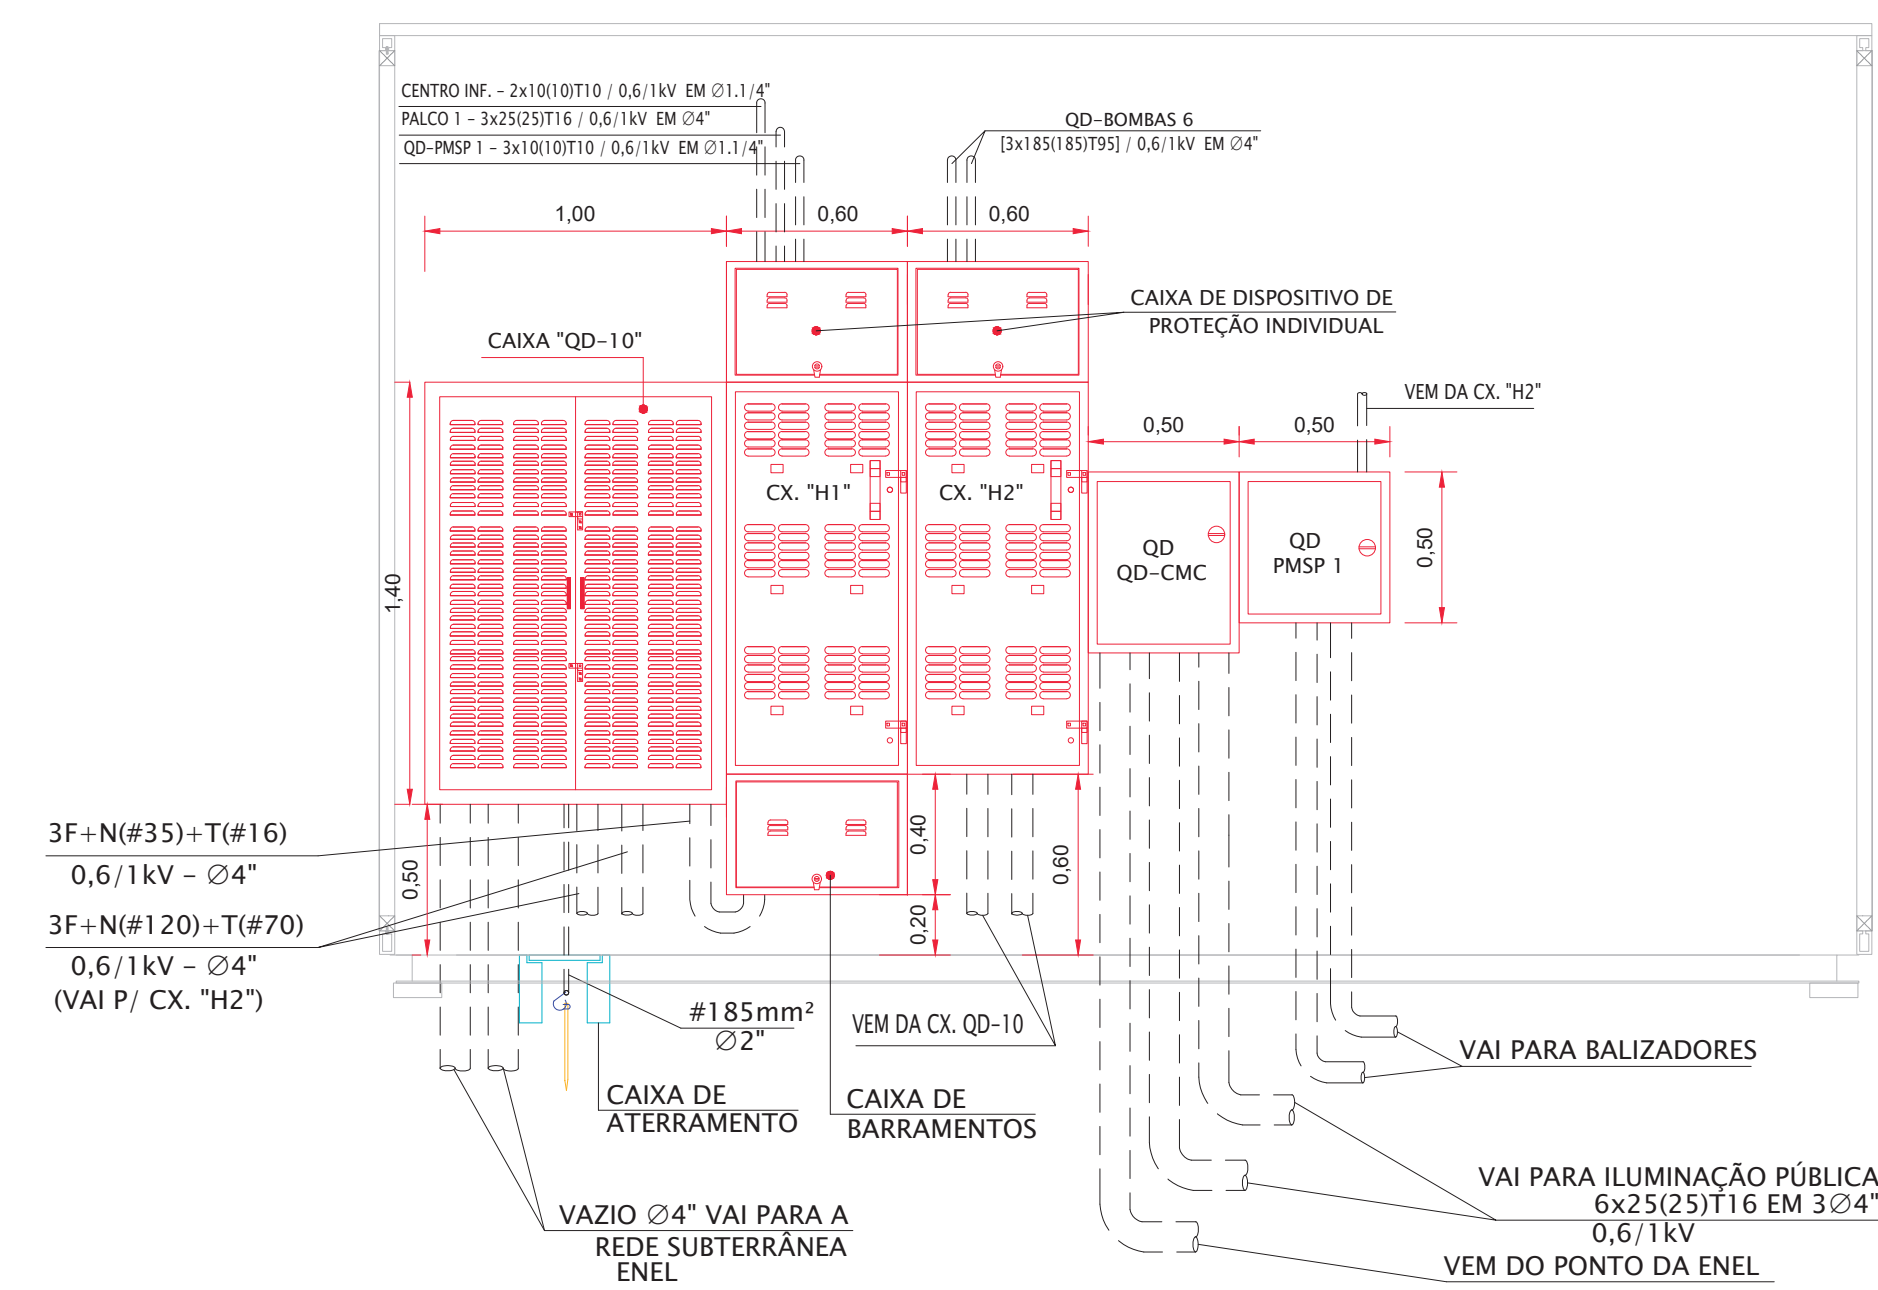 CENTRO INF. – 2x10(10)T10 / 0,6/1kV EM Ø1.1/4"
PALCO 1 – 3x25(25)T16 / 0,6/1kV EM Ø4"
QD–PMSP 1 – 3x10(10)T10 / 0,6/1kV EM Ø1.1/4"
QD–BOMBAS 6
[3x185(185)T95] / 0,6/1kV EM Ø4"
1,00
0,60
0,60
CAIXA DE DISPOSITIVO DE
PROTEÇÃO INDIVIDUAL
CAIXA "QD–10"
VEM DA CX. "H2"
0,50
0,50
CX. "H1"
CX. "H2"
QD
QD–CMC
QD
PMSP 1
0,50
1,40
3F+N(#35)+T(#16)
0,6/1kV – Ø4"
3F+N(#120)+T(#70)
0,6/1kV – Ø4"
(VAI P/ CX. "H2")
0,50
0,40
0,20
0,60
#185mm²
Ø2"
VEM DA CX. QD–10
CAIXA DE
ATERRAMENTO
CAIXA DE
BARRAMENTOS
VAI PARA BALIZADORES
VAZIO Ø4" VAI PARA A
REDE SUBTERRÂNEA
ENEL
VAI PARA ILUMINAÇÃO PÚBLICA
6x25(25)T16 EM 3Ø4"
0,6/1kV
VEM DO PONTO DA ENEL